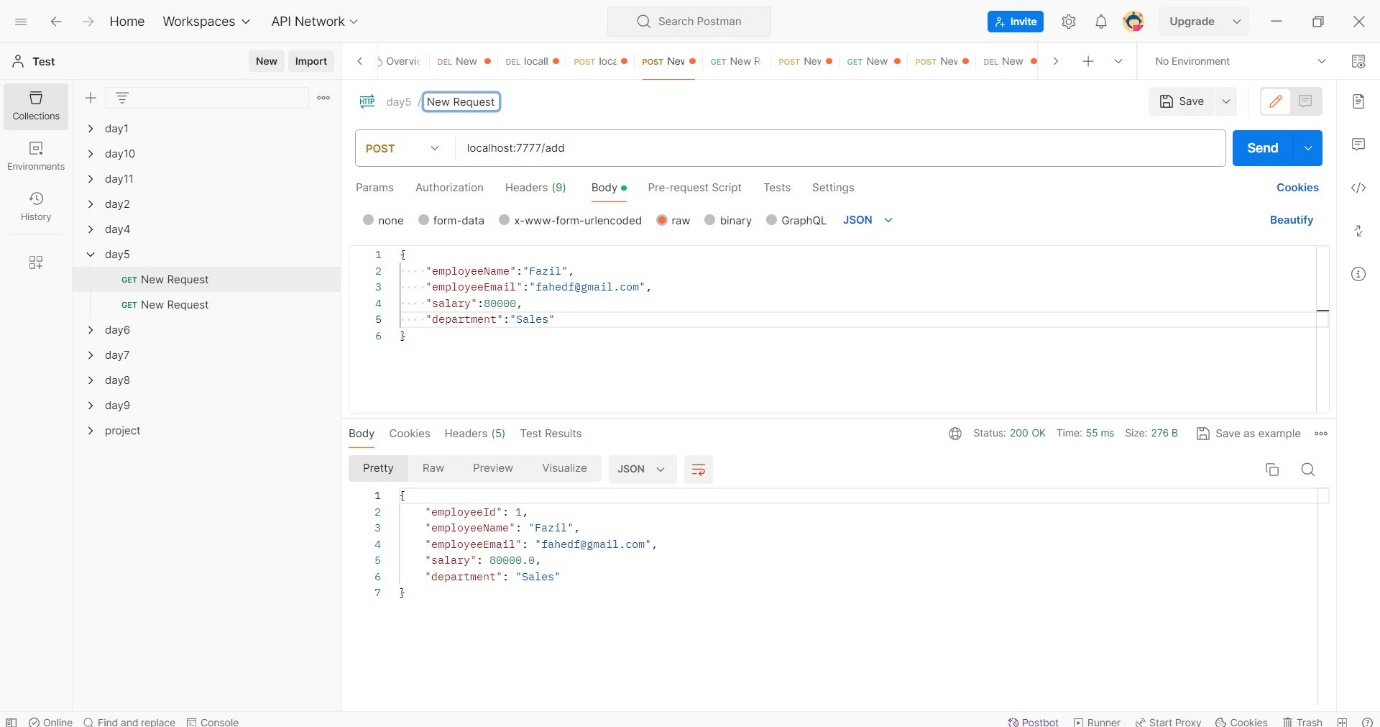 Home Workspaces API Network Search Postman Invite Upgrade
Test New Import
Overvi DEL New DEL locall POST loca POST Nev GET New R POST Nev GET New POST Nev DEL New No Environment
Collections
Environments
History
day1
day10
day11
day2
day4
day5
GET New Request
GET New Request
day6
day7
day8
day9
project
HTTP day5 / New Request Save
POST localhost:7777/add Send
Params Authorization Headers (9) Body Pre-request Script Tests Settings Cookies
none form-data x-www-form-urlencoded raw binary GraphQL JSON Beautify
1 {
2 "employeeName":"Fazil",
3 "employeeEmail":"fahedf@gmail.com",
4 "salary":80000,
5 "department":"Sales"
6 }
Body Cookies Headers (5) Test Results Status: 200 OK Time: 55 ms Size: 276 B Save as example
Pretty Raw Preview Visualize JSON
1 {
2 "employeeId": 1,
3 "employeeName": "Fazil",
4 "employeeEmail": "fahedf@gmail.com",
5 "salary": 80000.0,
6 "department": "Sales"
7 }
Online Find and replace Console Postbot Runner Start Proxy Cookies Trash